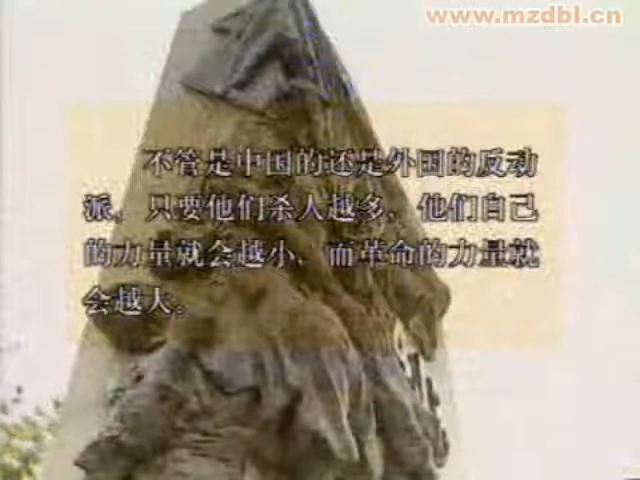 www.mzdbl.cn
不管是中国的还是外国的反动
派，只要他们杀人越多，他们自己
的力量就会越小，而革命的力量就
会越大。